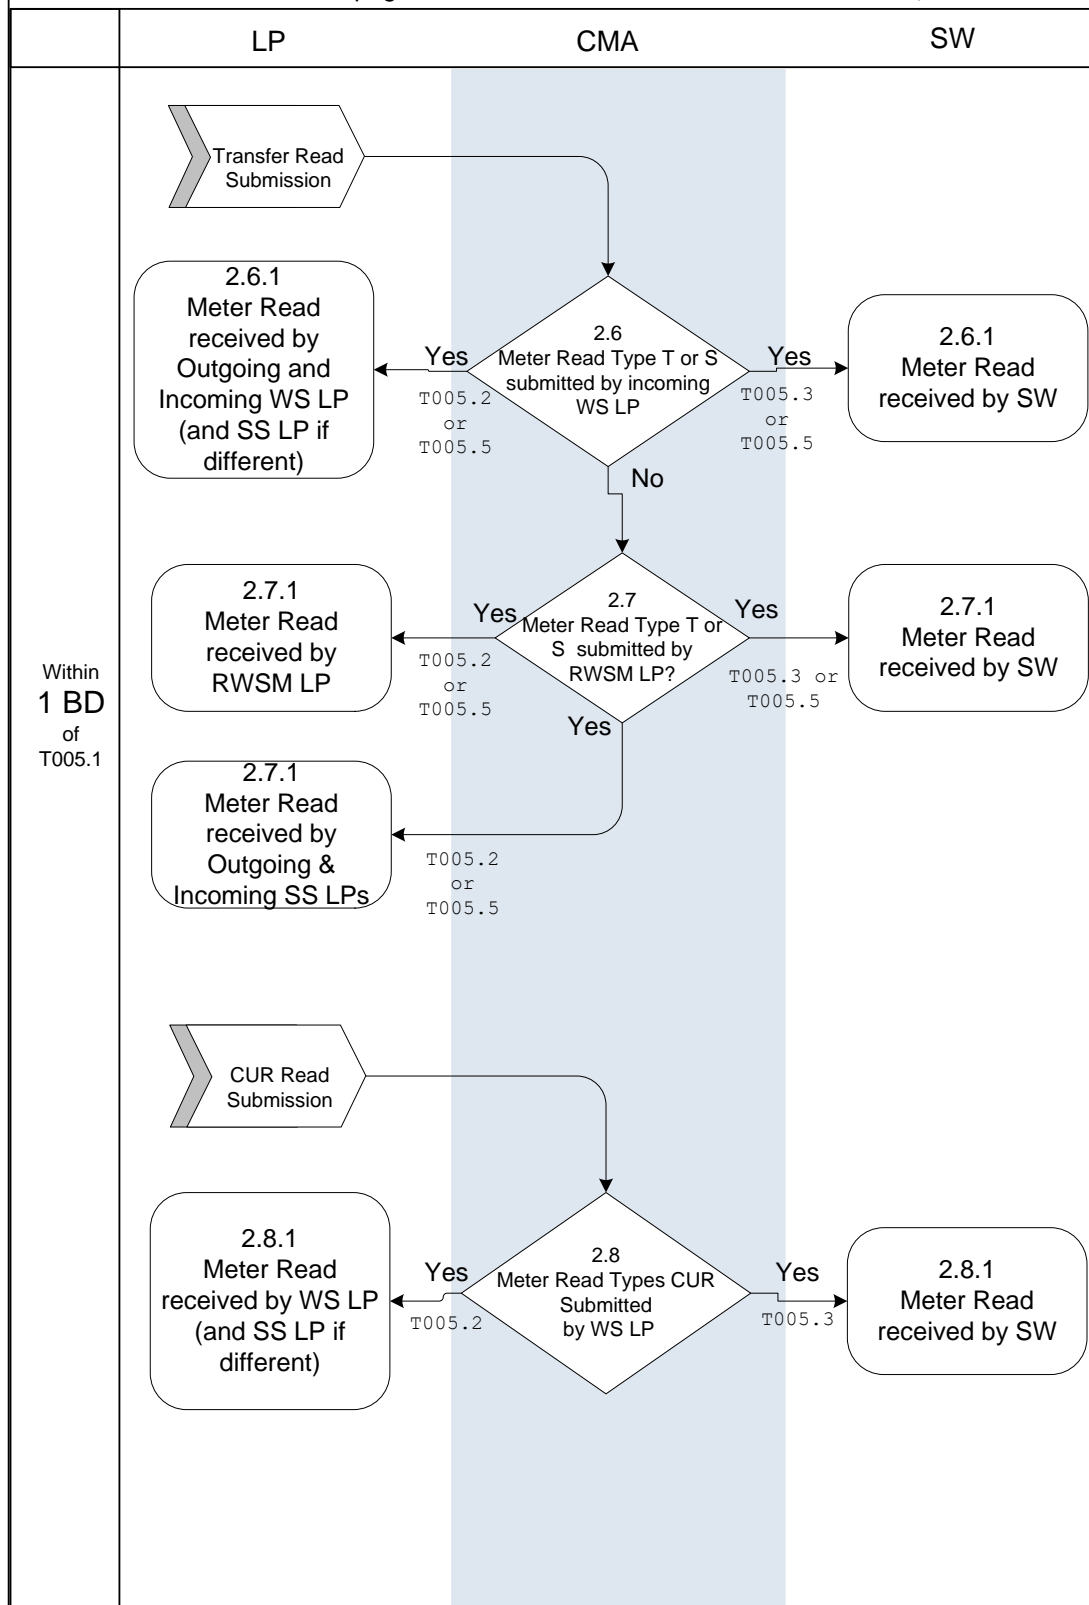 LP
CMA
SW
Transfer Read
Submission
2.6.1
Meter Read
received by
Outgoing and
Incoming WS LP
(and SS LP if
different)
Yes
T005.2
or
T005.5
2.6
Meter Read Type T or S
submitted by incoming
WS LP
Yes
T005.3
or
T005.5
2.6.1
Meter Read
received by SW
No
2.7.1
Meter Read
received by
RWSM LP
Yes
T005.2
or
T005.5
2.7
Meter Read Type T or
S submitted by
RWSM LP?
Yes
T005.3 or
T005.5
2.7.1
Meter Read
received by SW
Within
1 BD
of
T005.1
Yes
2.7.1
Meter Read
received by
Outgoing &
Incoming SS LPs
T005.2
or
T005.5
CUR Read
Submission
2.8.1
Meter Read
received by WS LP
(and SS LP if
different)
Yes
T005.2
2.8
Meter Read Types CUR
Submitted
by WS LP
Yes
T005.3
2.8.1
Meter Read
received by SW